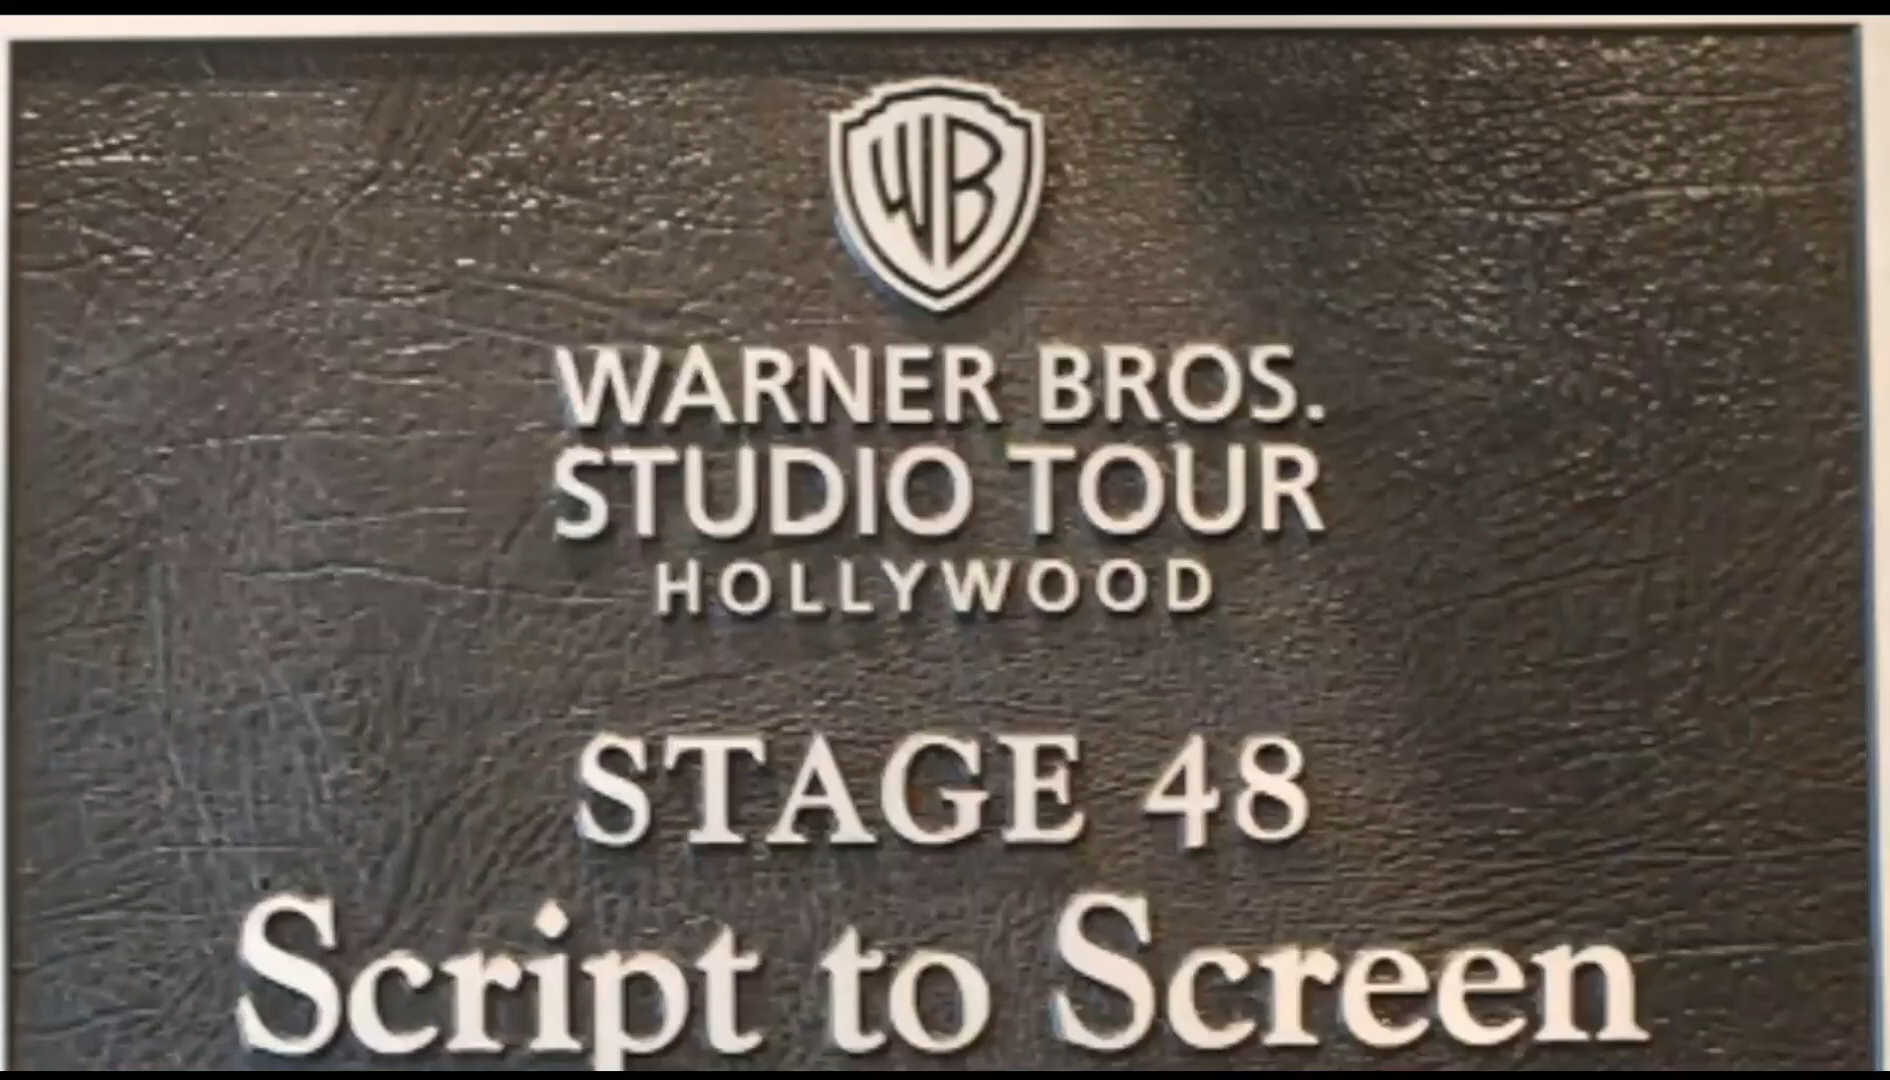 WB
WARNER BROS.
STUDIO TOUR
HOLLYWOOD
STAGE 48
Script to Screen